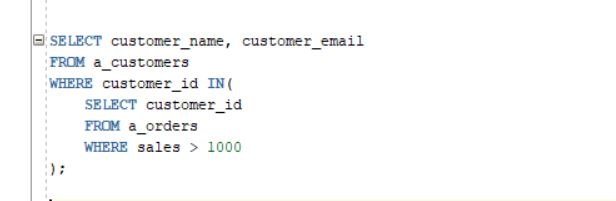 SELECT customer_name, customer_email
FROM a_customers
WHERE customer_id IN(
SELECT customer_id
FROM a_orders
WHERE sales > 1000
);